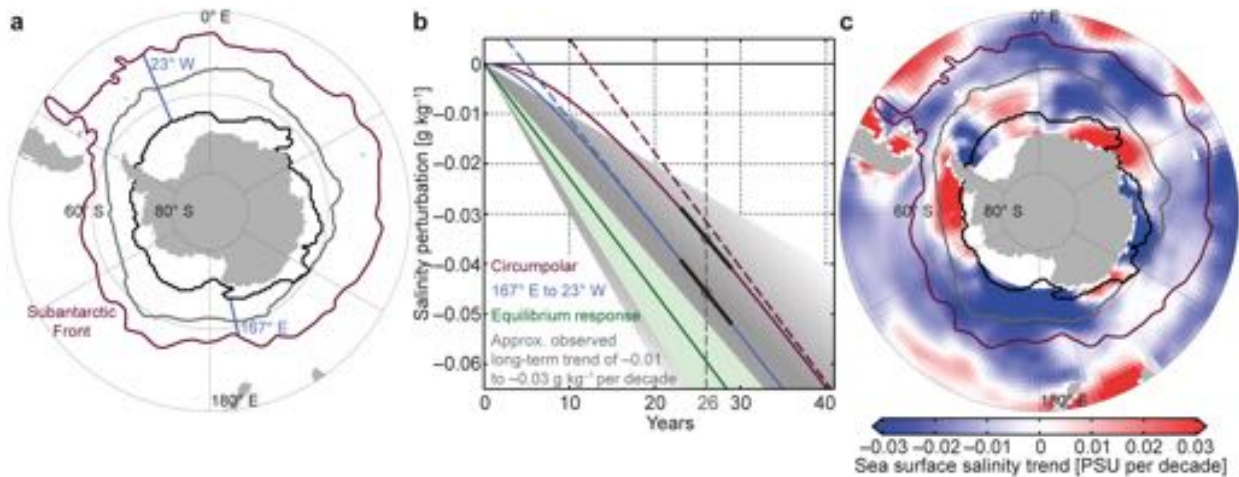 a
0° E
23° W
60° S
80° S
Subantarctic
Front
167° E
180° E
b
0
−0.01
−0.02
−0.03
−0.04
−0.05
−0.06
Salinity perturbation [g kg⁻¹]
Circumpolar
167° E to 23° W
Equilibrium response
Approx. observed
long-term trend of −0.01
to −0.03 g kg⁻¹ per decade
0 10 20 26 30 40
Years
c
0° E
60° S
80° S
180° E
−0.03 −0.02 −0.01 0 0.01 0.02 0.03
Sea surface salinity trend [PSU per decade]